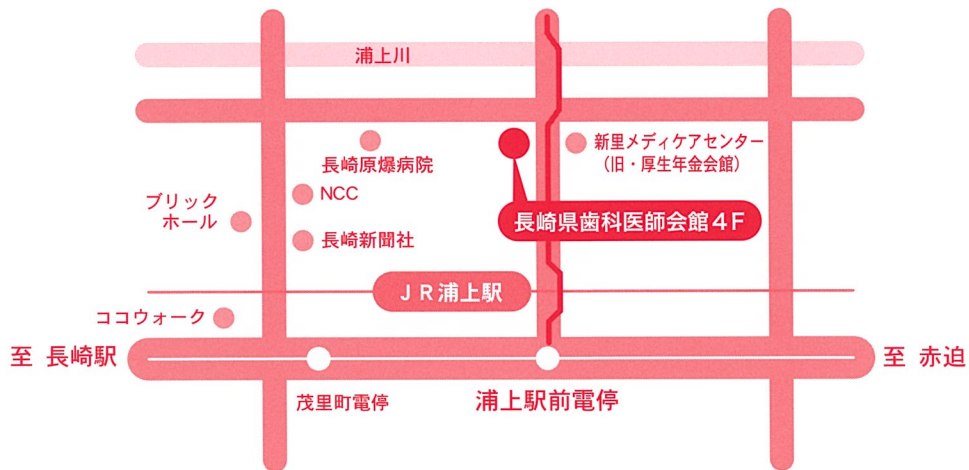 浦上川
新里メディケアセンター
（旧・厚生年金会館）
長崎原爆病院
NCC
ブリック
ホール
長崎県歯科医師会館４F
長崎新聞社
ＪＲ浦上駅
ココウォーク
至 長崎駅
至 赤迫
茂里町電停
浦上駅前電停